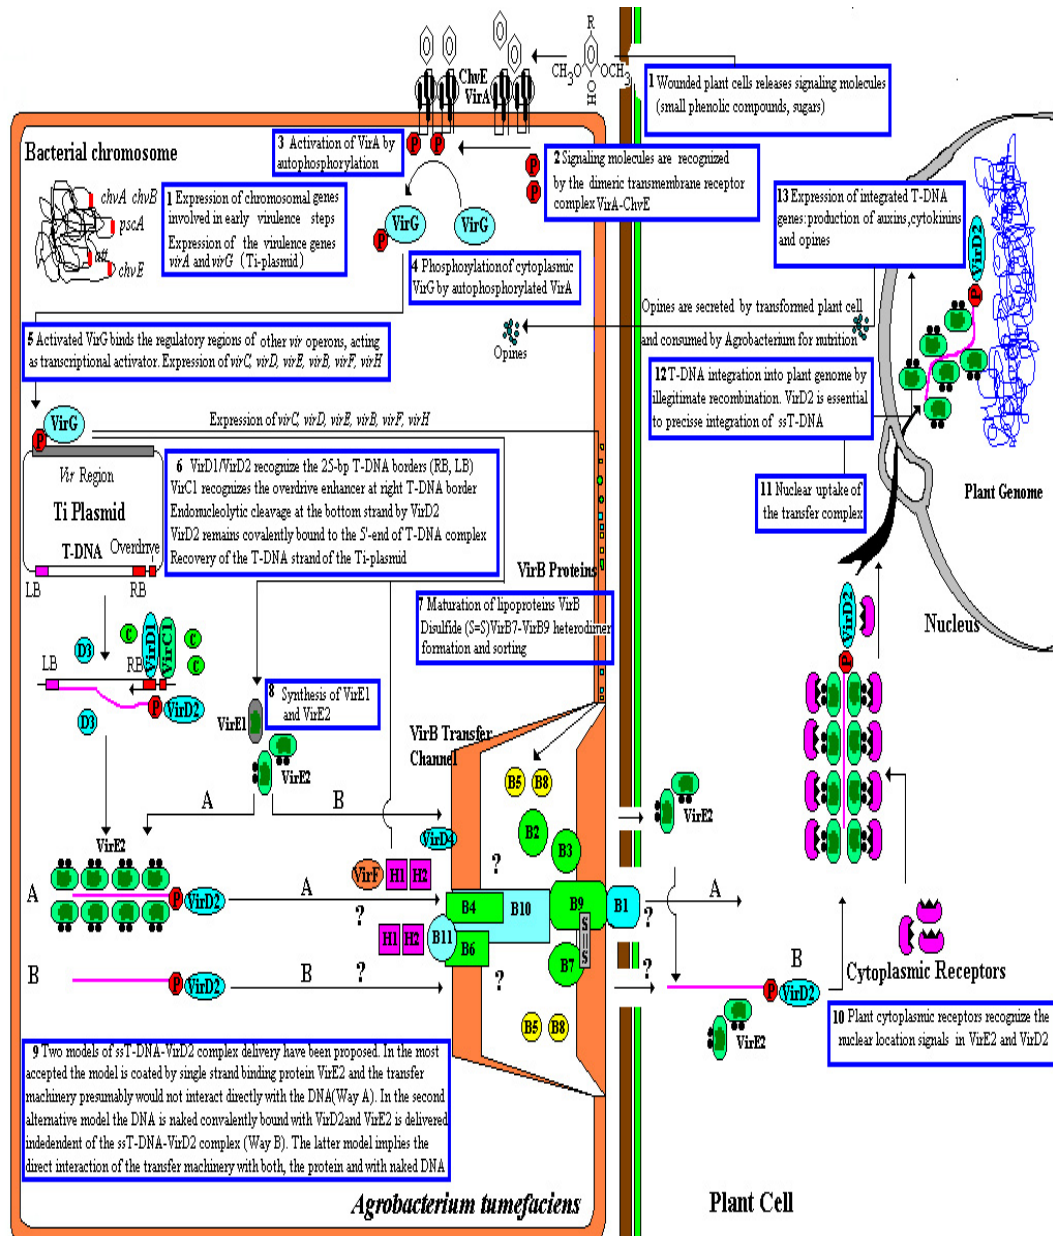 R
CH3O
OCH3
HO
ChvE
VirA
1 Wounded plant cells releases signaling molecules
(small phenolic compounds, sugars)
Bacterial chromosome
chvA chvB
pscA
att
chvE
3 Activation of VirA by
autophosphorylation
P
P
P
P
2 Signaling molecules are recognized
by the dimeric transmembrane receptor
complex VirA-ChvE
1 Expression of chromosomal genes
involved in early virulence steps
Expression of the virulence genes
virA and virG (Ti-plasmid)
VirG
P
VirG
4 Phosphorylation of cytoplasmic
VirG by autophosphorylated VirA
13 Expression of integrated T-DNA
genes:production of auxins,cytokinins
and opines
VirD2
P
5 Activated VirG binds the regulatory regions of other vir operons, acting
as transcriptional activator. Expression of virC, virD, virE, virB, virF, virH
Opines
Opines are secreted by transformed plant cell
and consumed by Agrobacterium for nutrition
12 T-DNA integration into plant genome by
illegitimate recombination. VirD2 is essential
to precisse integration of ssT-DNA
VirG
P
Expression of virC, virD, virE, virB, virF, virH
Vir Region
Ti Plasmid
T-DNA
Overdrive
LB
RB
6 VirD1/VirD2 recognize the 25-bp T-DNA borders (RB, LB)
VirC1 recognizes the overdrive enhancer at right T-DNA border
Endonucleolytic cleavage at the bottom strand by VirD2
VirD2 remains covalently bound to the 5'-end of T-DNA complex
Recovery of the T-DNA strand of the Ti-plasmid
11 Nuclear uptake of
the transfer complex
Plant Genome
Nucleus
VirB Proteins
7 Maturation of lipoproteins VirB
Disulfide (S=S)VirB7-VirB9 heterodimer
formation and sorting
D3
C
VirD1
VirC1
C
C
LB
RB
P
VirD2
D3
8 Synthesis of VirE1
and VirE2
VirE1
VirE2
VirB Transfer
Channel
VirD2
P
B5
B8
B2
B3
A
B
VirD4
VirE2
VirE2
VirF
H1
H2
?
A
P
VirD2
A
?
B4
B10
B9
B1
?
A
H1
H2
B11
B6
S
=
S
B7
?
?
?
B
P
VirD2
B
P
VirD2
B
VirE2
B5
B8
Cytoplasmic Receptors
10 Plant cytoplasmic receptors recognize the
nuclear location signals in VirE2 and VirD2
9 Two models of ssT-DNA-VirD2 complex delivery have been proposed. In the most
accepted the model is coated by single strand binding protein VirE2 and the transfer
machinery presumably would not interact directly with the DNA(Way A). In the second
alternative model the DNA is naked convalently bound with VirD2and VirE2 is delivered
indedendent of the ssT-DNA-VirD2 complex (Way B). The latter model implies the
direct interaction of the transfer machinery with both, the protein and with naked DNA
Agrobacterium tumefaciens
Plant Cell